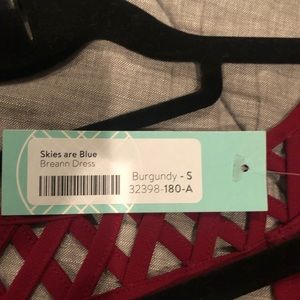 Skies are Blue
Breann Dress
Burgundy - S
32398-180-A